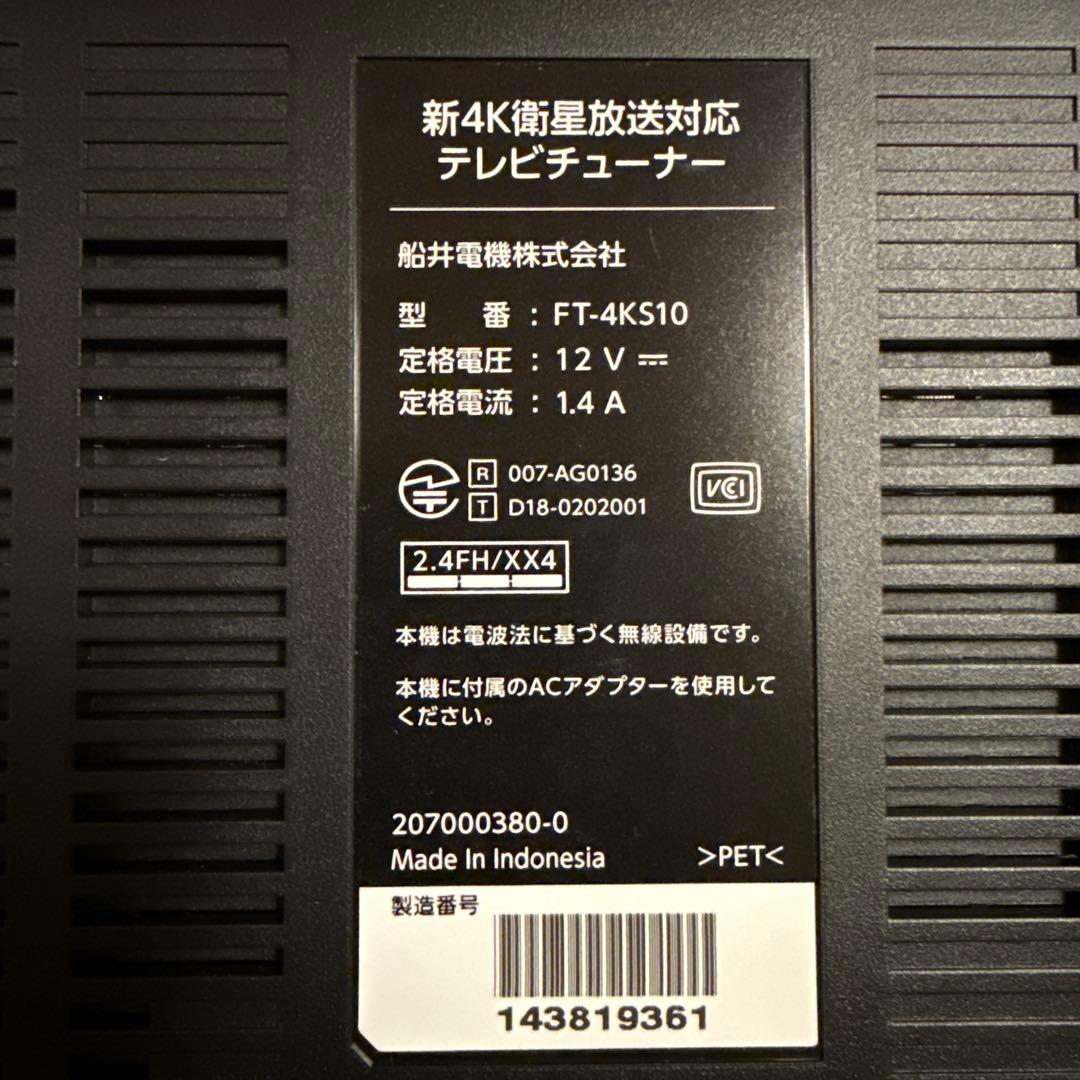 新4K衛星放送対応
テレビチューナー
船井電機株式会社
型　　番 : FT-4KS10
定格電圧 : 12 V ⎓
定格電流 : 1.4 A
R 007-AG0136
T D18-0202001
VCI
2.4FH/XX4
本機は電波法に基づく無線設備です。
本機に付属のACアダプターを使用して
ください。
207000380-0
Made In Indonesia >PET<
製造番号
143819361